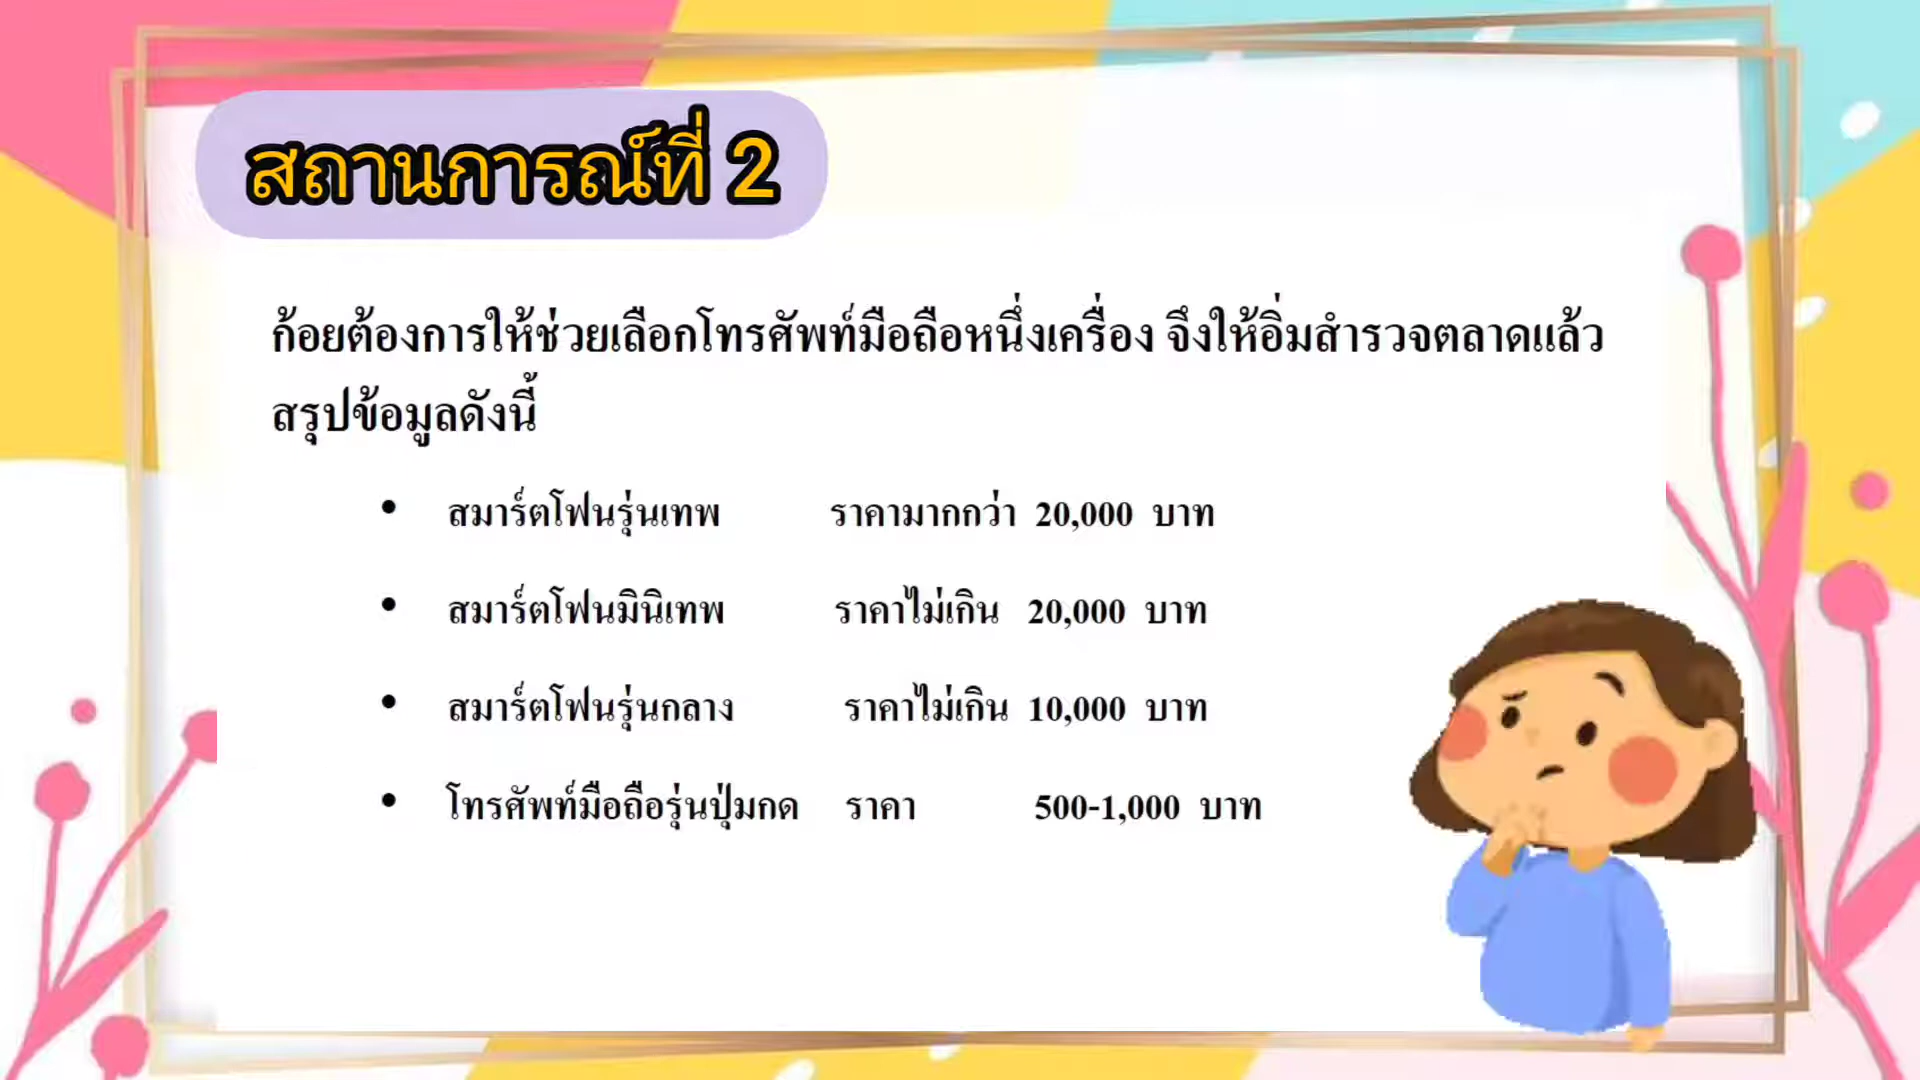 สถานการณ์ที่ 2
ก้อยต้องการให้ช่วยเลือกโทรศัพท์มือถือหนึ่งเครื่อง จึงให้อิ่มสำรวจตลาดแล้ว
สรุปข้อมูลดังนี้
• สมาร์ตโฟนรุ่นเทพ ราคามากกว่า 20,000 บาท
• สมาร์ตโฟนมินิเทพ ราคาไม่เกิน 20,000 บาท
• สมาร์ตโฟนรุ่นกลาง ราคาไม่เกิน 10,000 บาท
• โทรศัพท์มือถือรุ่นปุ่มกด ราคา 500-1,000 บาท